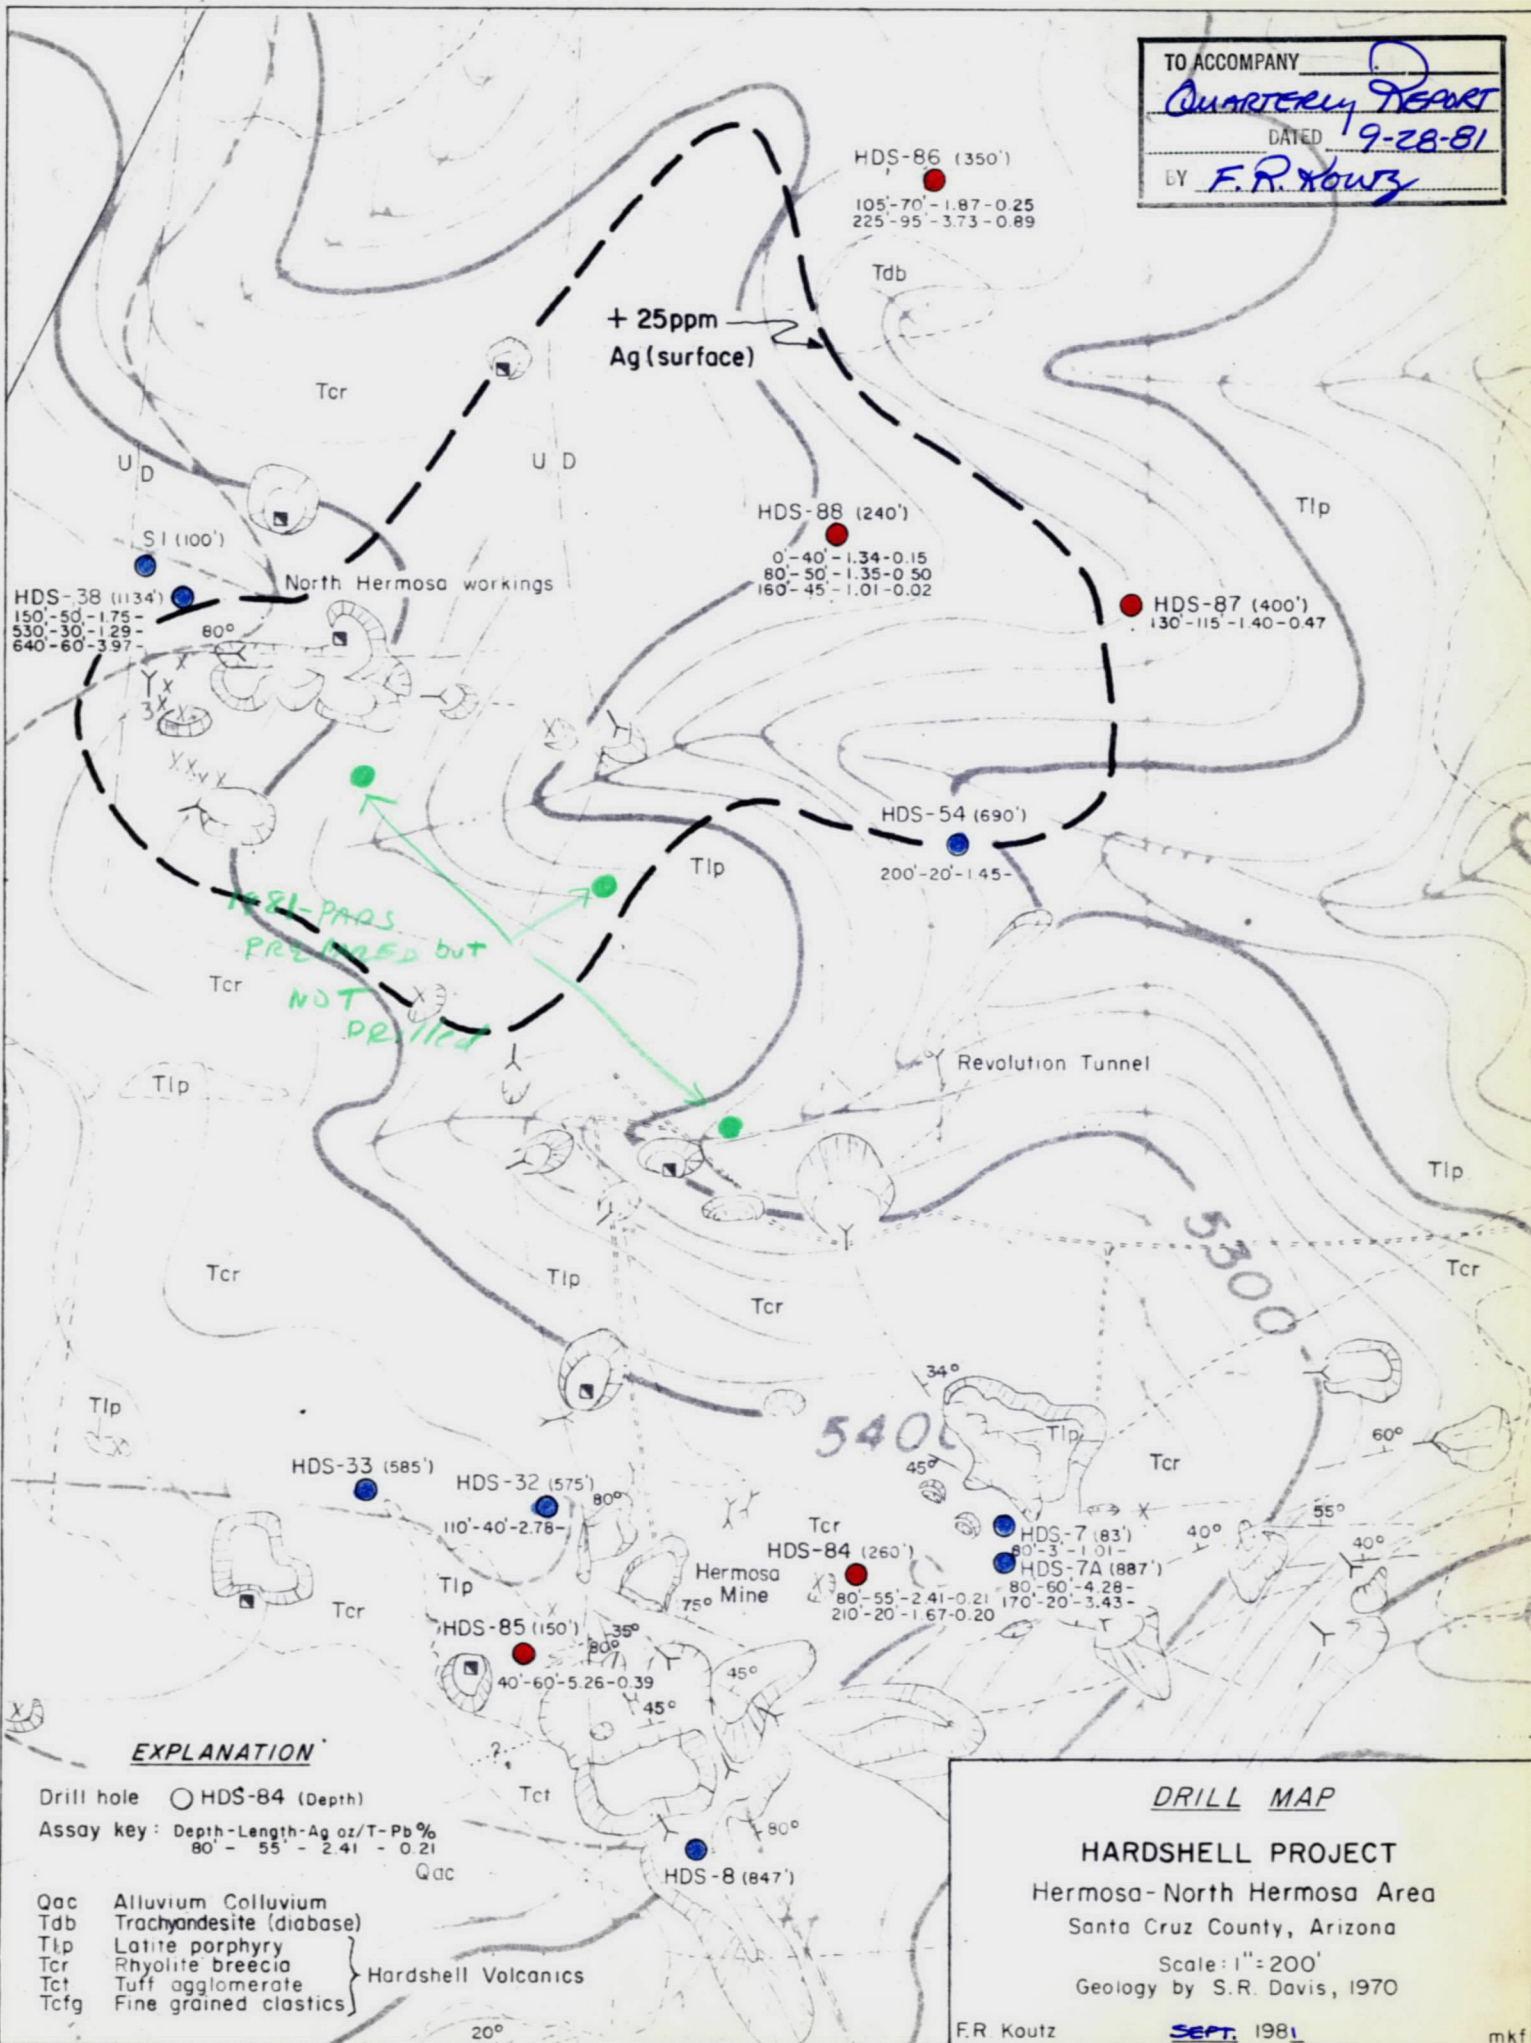 TO ACCOMPANY
QUARTERLY REPORT
DATED 9-28-81
BY F.R. Koutz
HDS-86 (350')
105'-70'-1.87-0.25
225'-95'-3.73-0.89
Tdb
+ 25ppm
Ag (surface)
Tcr
U D
U D
Tlp
HDS-88 (240')
0'-40'-1.34-0.15
80'-50'-1.35-0.50
160'-45'-1.01-0.02
S1 (100')
North Hermosa workings
HDS-38 (1134')
150'-50'-1.75-
530'-30'-1.29-
640'-60'-3.97-
80°
HDS-87 (400')
130'-115'-1.40-0.47
HDS-54 (690')
200'-20'-1.45-
Tlp
1981-PADS
PREPARED but
NOT
DRilled
Tcr
Tlp
Revolution Tunnel
Tlp
5300
Tcr
Tlp
Tcr
Tcr
34°
5400
Tlp
Tlp
60°
45°
Tcr
HDS-33 (585')
HDS-32 (575')
110'-40'-2.78-
80°
55°
40°
40°
Tcr
HDS-7 (83')
80'-3'-1.01-
HDS-7A (887')
80'-60'-4.28-
170'-20'-3.43-
HDS-84 (260')
80'-55'-2.41-0.21
210'-20'-1.67-0.20
Hermosa
Mine
75°
Tlp
Tcr
HDS-85 (150')
40'-60'-5.26-0.39
35°
80°
45°
45°
?
Tct
80°
HDS-8 (847')
Qac
EXPLANATION
Drill hole HDS-84 (Depth)
Assay key: Depth-Length-Ag oz/T-Pb%
80' - 55' - 2.41 - 0.21
Qac Alluvium Colluvium
Tdb Trachyandesite (diabase)
Tlp Latite porphyry
Tcr Rhyolite breecia
Tct Tuff agglomerate
Tcfg Fine grained clastics
Hardshell Volcanics
20°
DRILL MAP
HARDSHELL PROJECT
Hermosa-North Hermosa Area
Santa Cruz County, Arizona
Scale: 1"=200'
Geology by S.R. Davis, 1970
F.R. Koutz SEPT. 1981 mkf